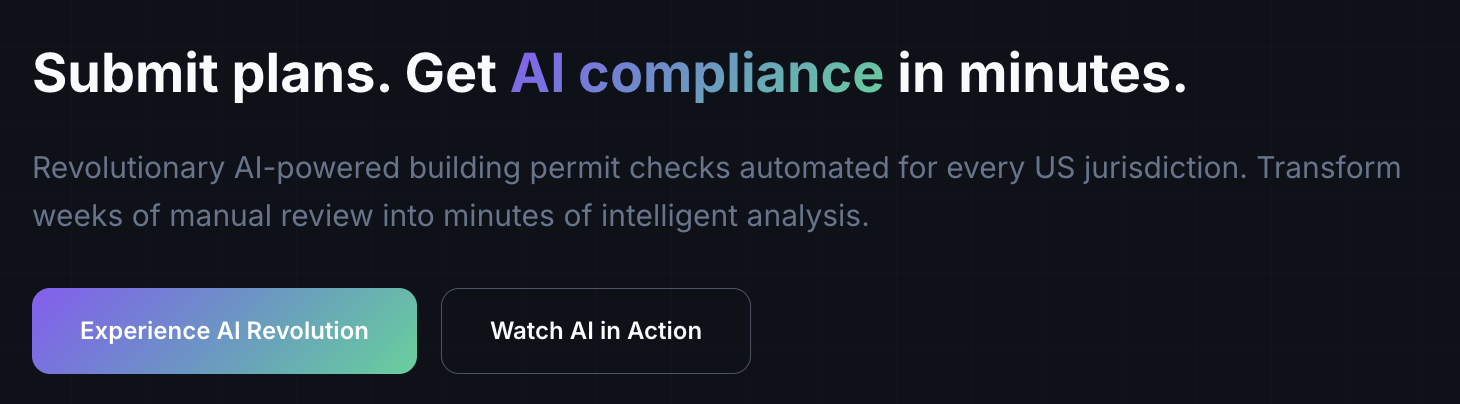 Submit plans. Get AI compliance in minutes.
Revolutionary AI-powered building permit checks automated for every US jurisdiction. Transform
weeks of manual review into minutes of intelligent analysis.
Experience AI Revolution
Watch AI in Action